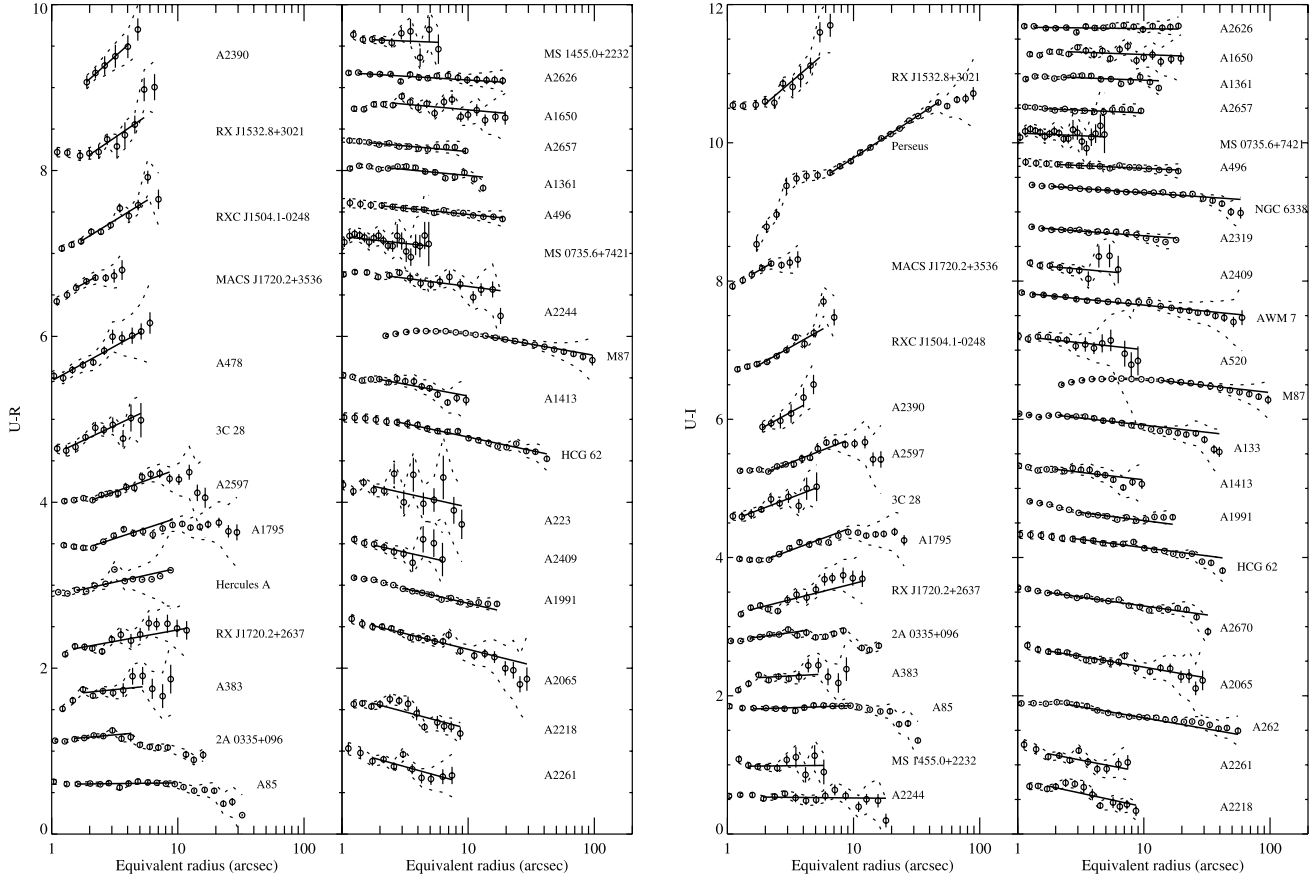 U-R
10
8
6
4
2
0
A2390
RX J1532.8+3021
RXC J1504.1-0248
MACS J1720.2+3536
A478
3C 28
A2597
A1795
Hercules A
RX J1720.2+2637
A383
2A 0335+096
A85
1 10 100
Equivalent radius (arcsec)
MS 1455.0+2232
A2626
A1650
A2657
A1361
A496
MS 0735.6+7421
A2244
M87
A1413
HCG 62
A223
A2409
A1991
A2065
A2218
A2261
1 10 100
Equivalent radius (arcsec)
U-I
12
10
8
6
4
2
0
RX J1532.8+3021
Perseus
MACS J1720.2+3536
RXC J1504.1-0248
A2390
A2597
3C 28
A1795
RX J1720.2+2637
2A 0335+096
A383
A85
MS 1455.0+2232
A2244
1 10 100
Equivalent radius (arcsec)
A2626
A1650
A1361
A2657
MS 0735.6+7421
A496
NGC 6338
A2319
A2409
AWM 7
A520
M87
A133
A1413
A1991
HCG 62
A2670
A2065
A262
A2261
A2218
1 10 100
Equivalent radius (arcsec)